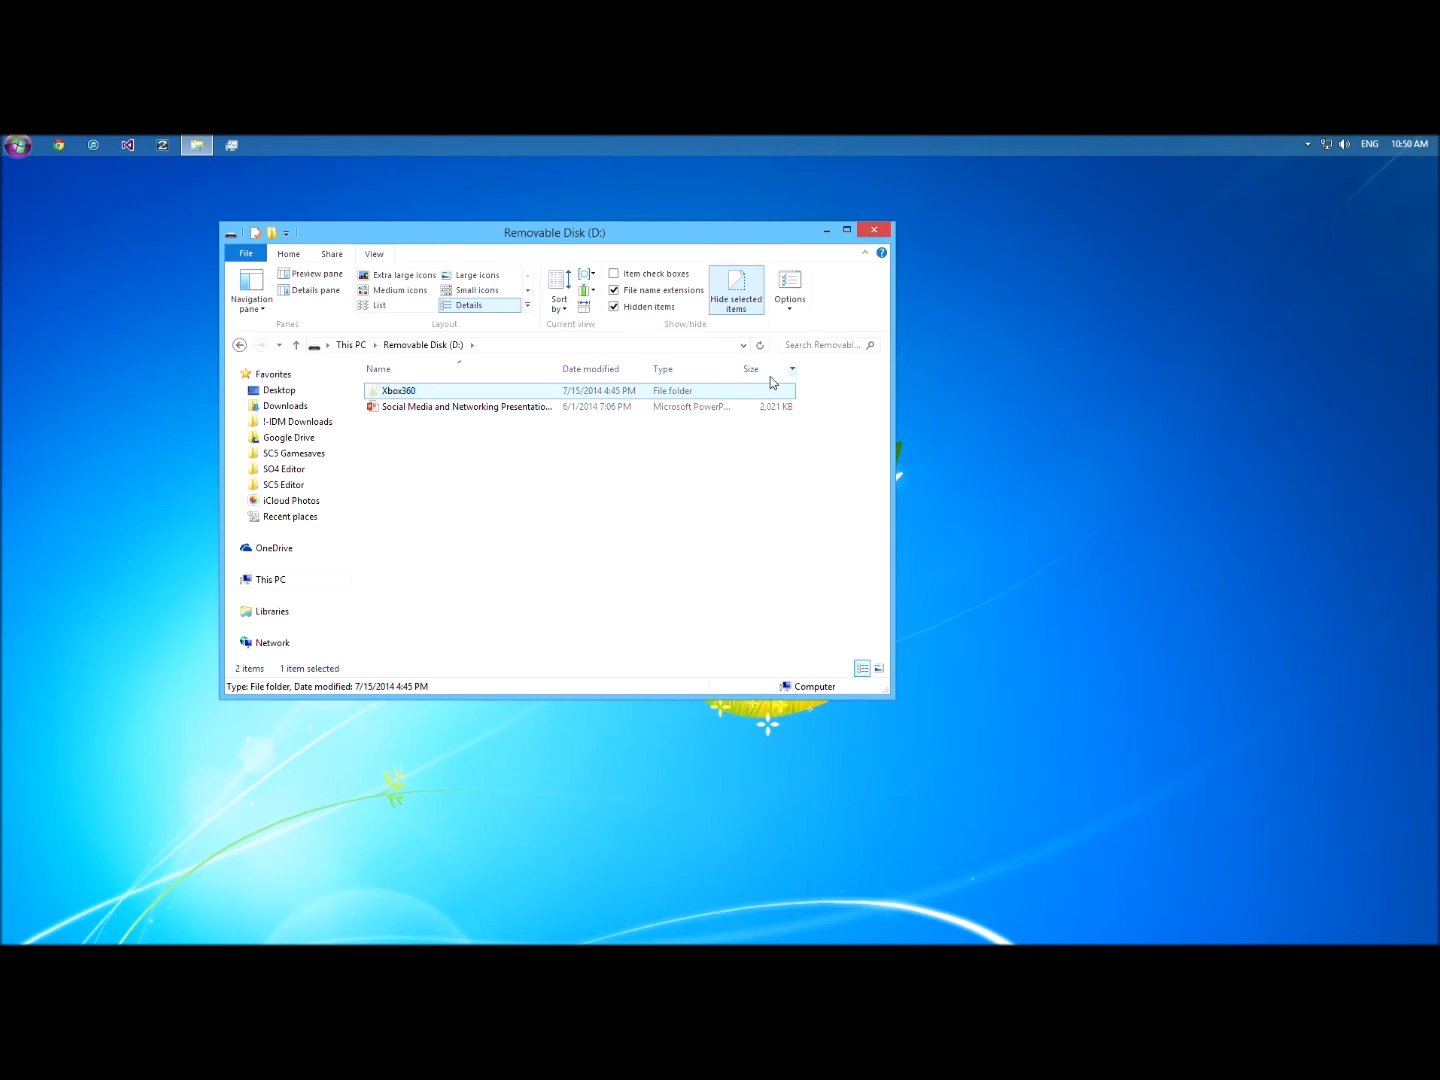 ENG 10:50 AM
Removable Disk (D:)
File Home Share View
Navigation pane
Preview pane
Details pane
Panes
Extra large icons Large icons
Medium icons Small icons
List Details
Layout
Sort by
Current view
Item check boxes
File name extensions
Hidden items
Hide selected items
Show/hide
Options
This PC Removable Disk (D:) Search Removabl...
Name Date modified Type Size
Xbox360 7/15/2014 4:45 PM File folder
Social Media and Networking Presentatio... 6/1/2014 7:06 PM Microsoft PowerP... 2,021 KB
Favorites
Desktop
Downloads
!-IDM Downloads
Google Drive
SC5 Gamesaves
SO4 Editor
SC5 Editor
iCloud Photos
Recent places
OneDrive
This PC
Libraries
Network
2 items 1 item selected
Type: File folder, Date modified: 7/15/2014 4:45 PM Computer